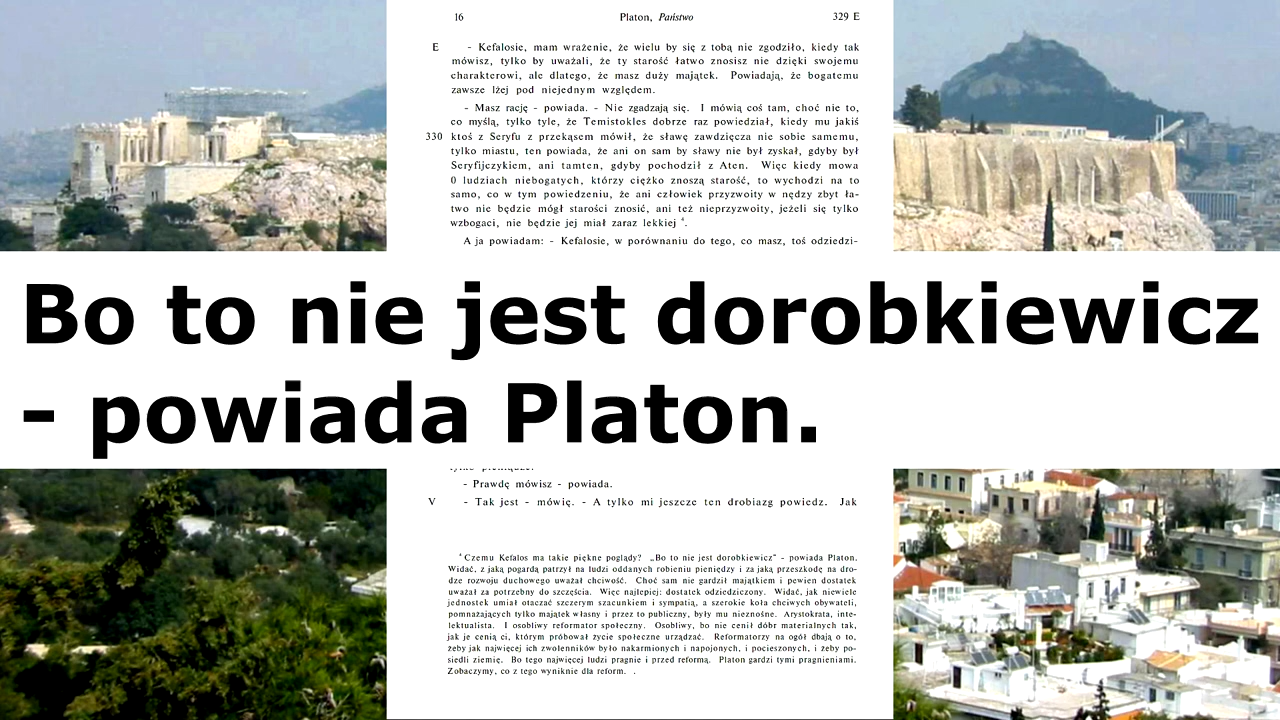 16 Platon, Państwo 329 E
E - Kefalosie, mam wrażenie, że wielu by się z tobą nie zgodziło, kiedy tak
mówisz, tylko by uważali, że ty starość łatwo znosisz nie dzięki swojemu
charakterowi, ale dlatego, że masz duży majątek. Powiadają, że bogatemu
zawsze lżej pod niejednym względem.
- Masz rację - powiada. - Nie zgadzają się. I mówią coś tam, choć nie to,
co myślą, tylko tyle, że Temistokles dobrze raz powiedział, kiedy mu jakiś
330 ktoś z Seryfu z przekąsem mówił, że sławę zawdzięcza nie sobie samemu,
tylko miastu, ten powiada, że ani on sam by sławy nie był zyskał, gdyby był
Seryfijczykiem, ani tamten, gdyby pochodził z Aten. Więc kiedy mowa
0 ludziach niebogatych, którzy ciężko znoszą starość, to wychodzi na to
samo, co w tym powiedzeniu, że ani człowiek przyzwoity w nędzy zbyt ła-
two nie będzie mógł starości znosić, ani też nieprzyzwoity, jeżeli się tylko
wzbogaci, nie będzie jej miał zaraz lekkiej ⁴.
A ja powiadam: - Kefalosie, w porównaniu do tego, co masz, toś odziedzi-
Bo to nie jest dorobkiewicz
- powiada Platon.
tylko pieniądze.
- Prawdę mówisz - powiada.
V - Tak jest - mówię. - A tylko mi jeszcze ten drobiazg powiedz. Jak
⁴ Czemu Kefalos ma takie piękne poglądy? „Bo to nie jest dorobkiewicz" - powiada Platon.
Widać, z jaką pogardą patrzył na ludzi oddanych robieniu pieniędzy i za jaką przeszkodę na dro-
dze rozwoju duchowego uważał chciwość. Choć sam nie gardził majątkiem i pewien dostatek
uważał za potrzebny do szczęścia. Więc najlepiej: dostatek odziedziczony. Widać, jak niewiele
jednostek umiał otaczać szczerym szacunkiem i sympatią, a szerokie koła chciwych obywateli,
pomnażających tylko majątek własny i przez to publiczny, były mu nieznośne. Arystokrata, inte-
lektualista. I osobliwy reformator społeczny. Osobliwy, bo nie cenił dóbr materialnych tak,
jak je cenią ci, którym próbował życie społeczne urządzać. Reformatorzy na ogół dbają o to,
żeby jak najwięcej ich zwolenników było nakarmionych i napojonych, i pocieszonych, i żeby po-
siedli ziemię. Bo tego najwięcej ludzi pragnie i przed reformą. Platon gardzi tymi pragnieniami.
Zobaczymy, co z tego wyniknie dla reform.